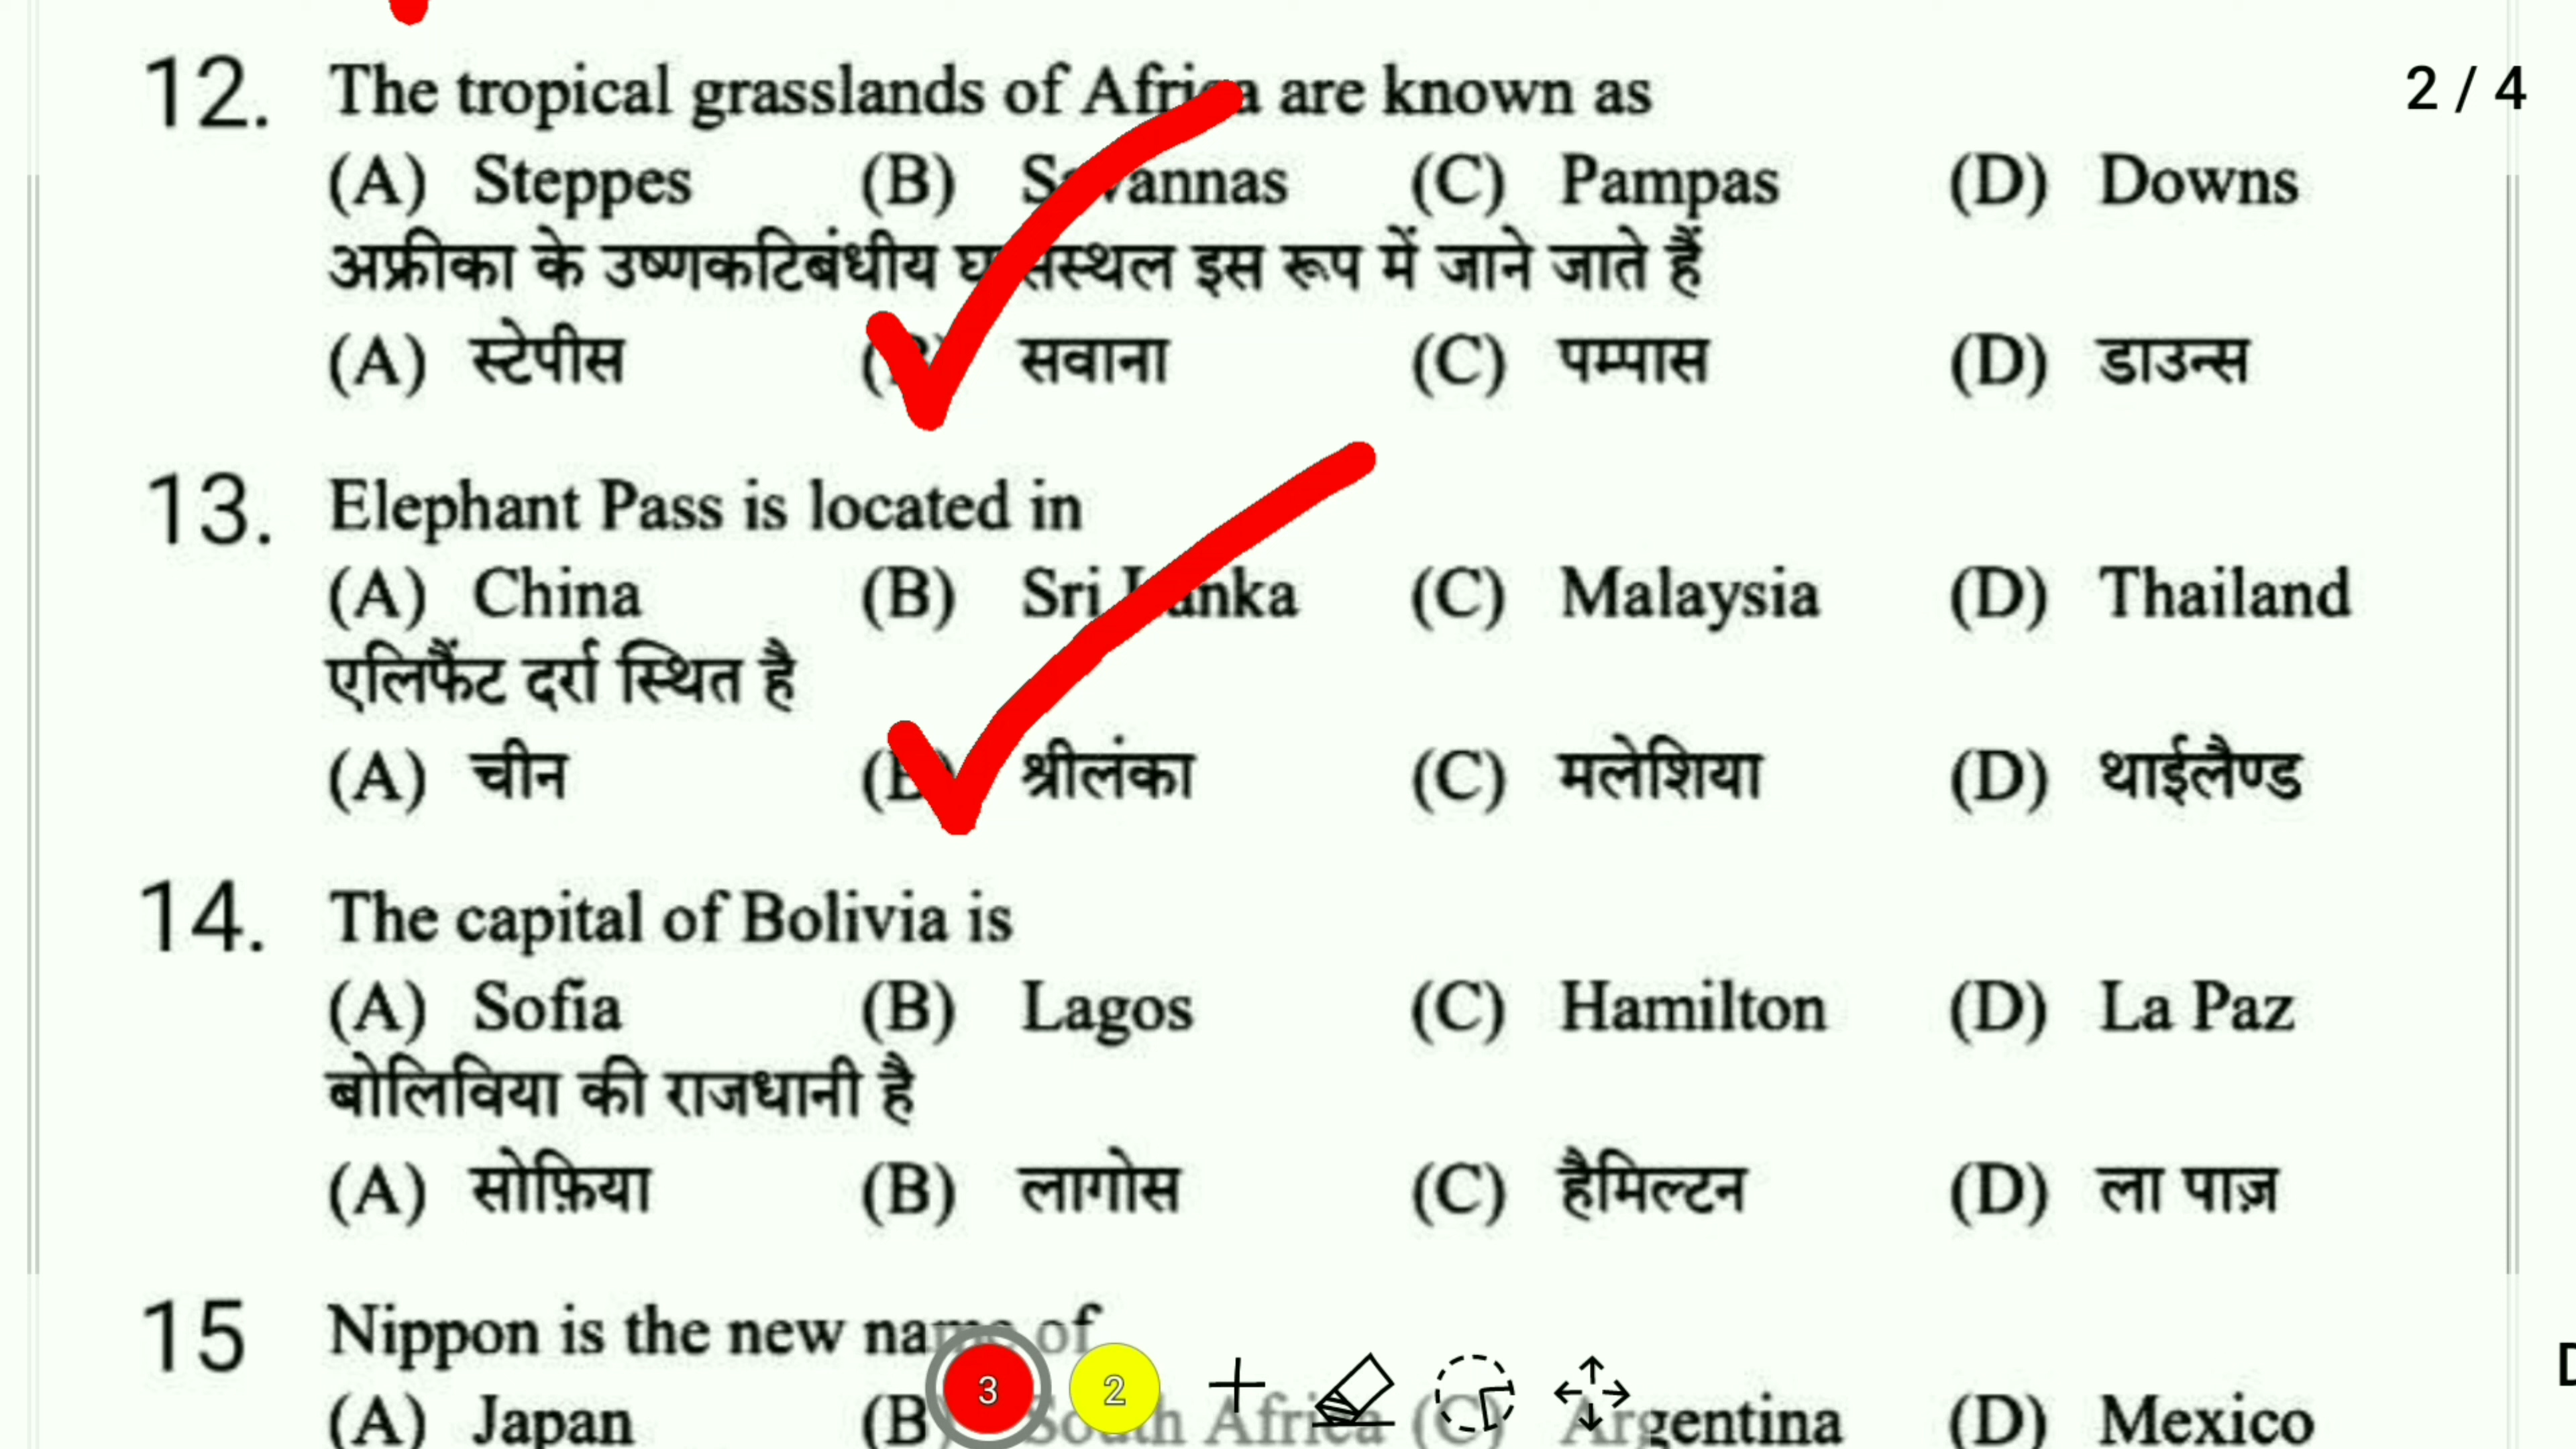 12. The tropical grasslands of Africa are known as
2 / 4
(A) Steppes (B) Savannas (C) Pampas (D) Downs
अफ्रीका के उष्णकटिबंधीय घासस्थल इस रूप में जाने जाते हैं
(A) स्टेपीस (B) सवाना (C) पम्पास (D) डाउन्स
13. Elephant Pass is located in
(A) China (B) Sri Lanka (C) Malaysia (D) Thailand
एलिफैंट दर्रा स्थित है
(A) चीन (B) श्रीलंका (C) मलेशिया (D) थाईलैण्ड
14. The capital of Bolivia is
(A) Sofia (B) Lagos (C) Hamilton (D) La Paz
बोलिविया की राजधानी है
(A) सोफ़िया (B) लागोस (C) हैमिल्टन (D) ला पाज़
15 Nippon is the new name of
3 2
(A) Japan (B) South Africa (C) Argentina (D) Mexico